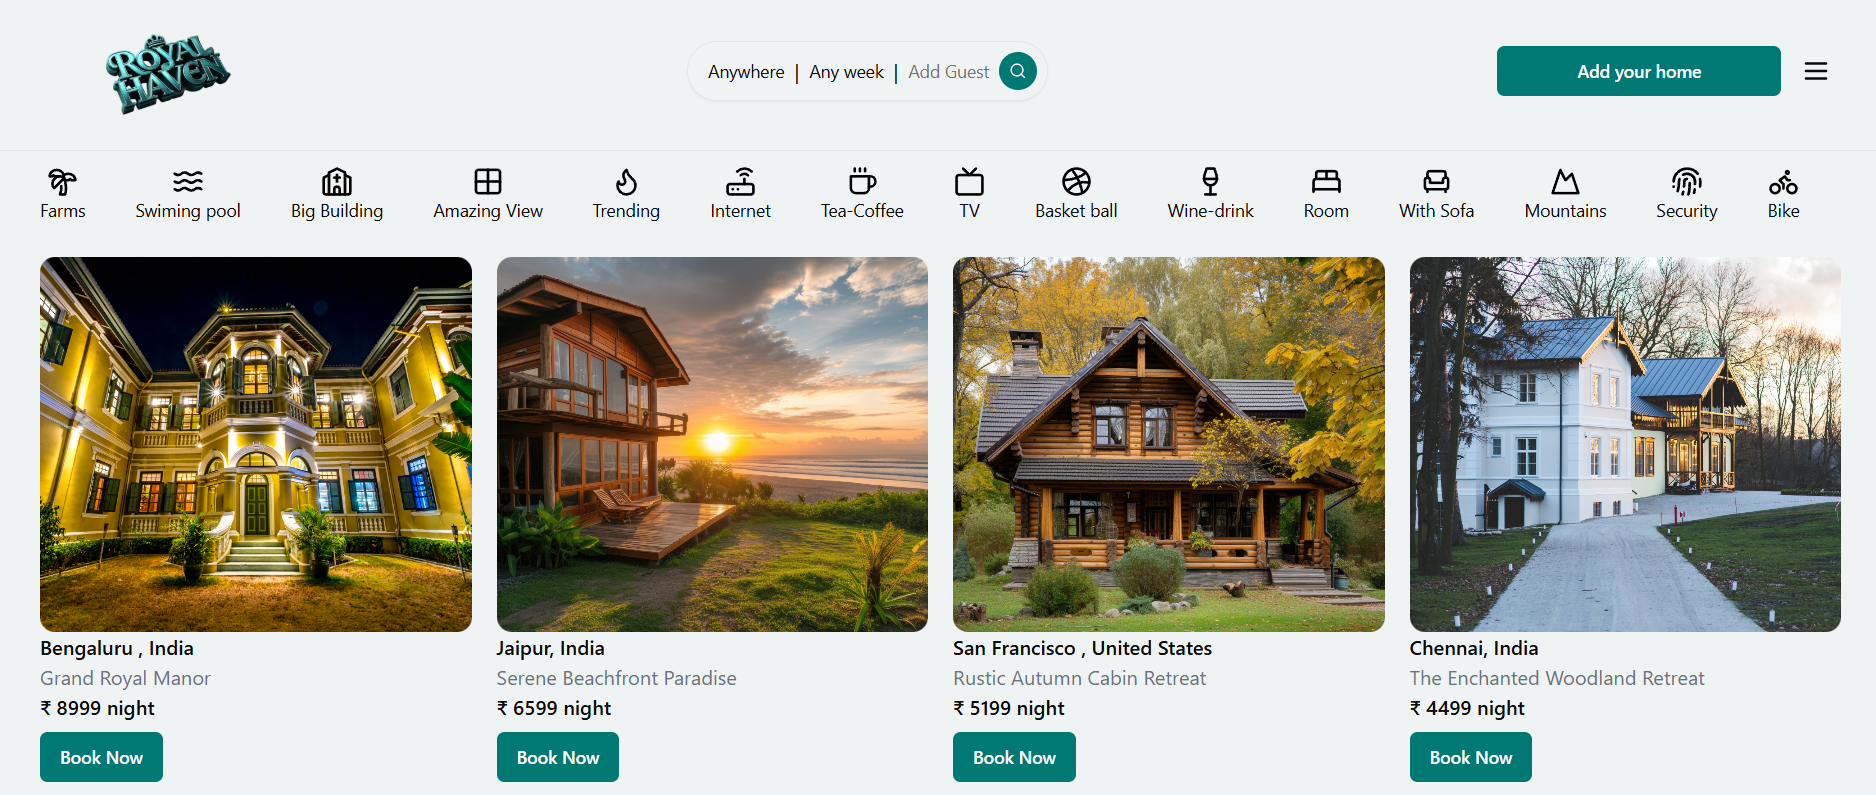 ROYAL
HAVEN
Anywhere | Any week | Add Guest
Add your home
Farms
Swiming pool
Big Building
Amazing View
Trending
Internet
Tea-Coffee
TV
Basket ball
Wine-drink
Room
With Sofa
Mountains
Security
Bike
Bengaluru , India
Grand Royal Manor
₹ 8999 night
Book Now
Jaipur, India
Serene Beachfront Paradise
₹ 6599 night
Book Now
San Francisco , United States
Rustic Autumn Cabin Retreat
₹ 5199 night
Book Now
Chennai, India
The Enchanted Woodland Retreat
₹ 4499 night
Book Now